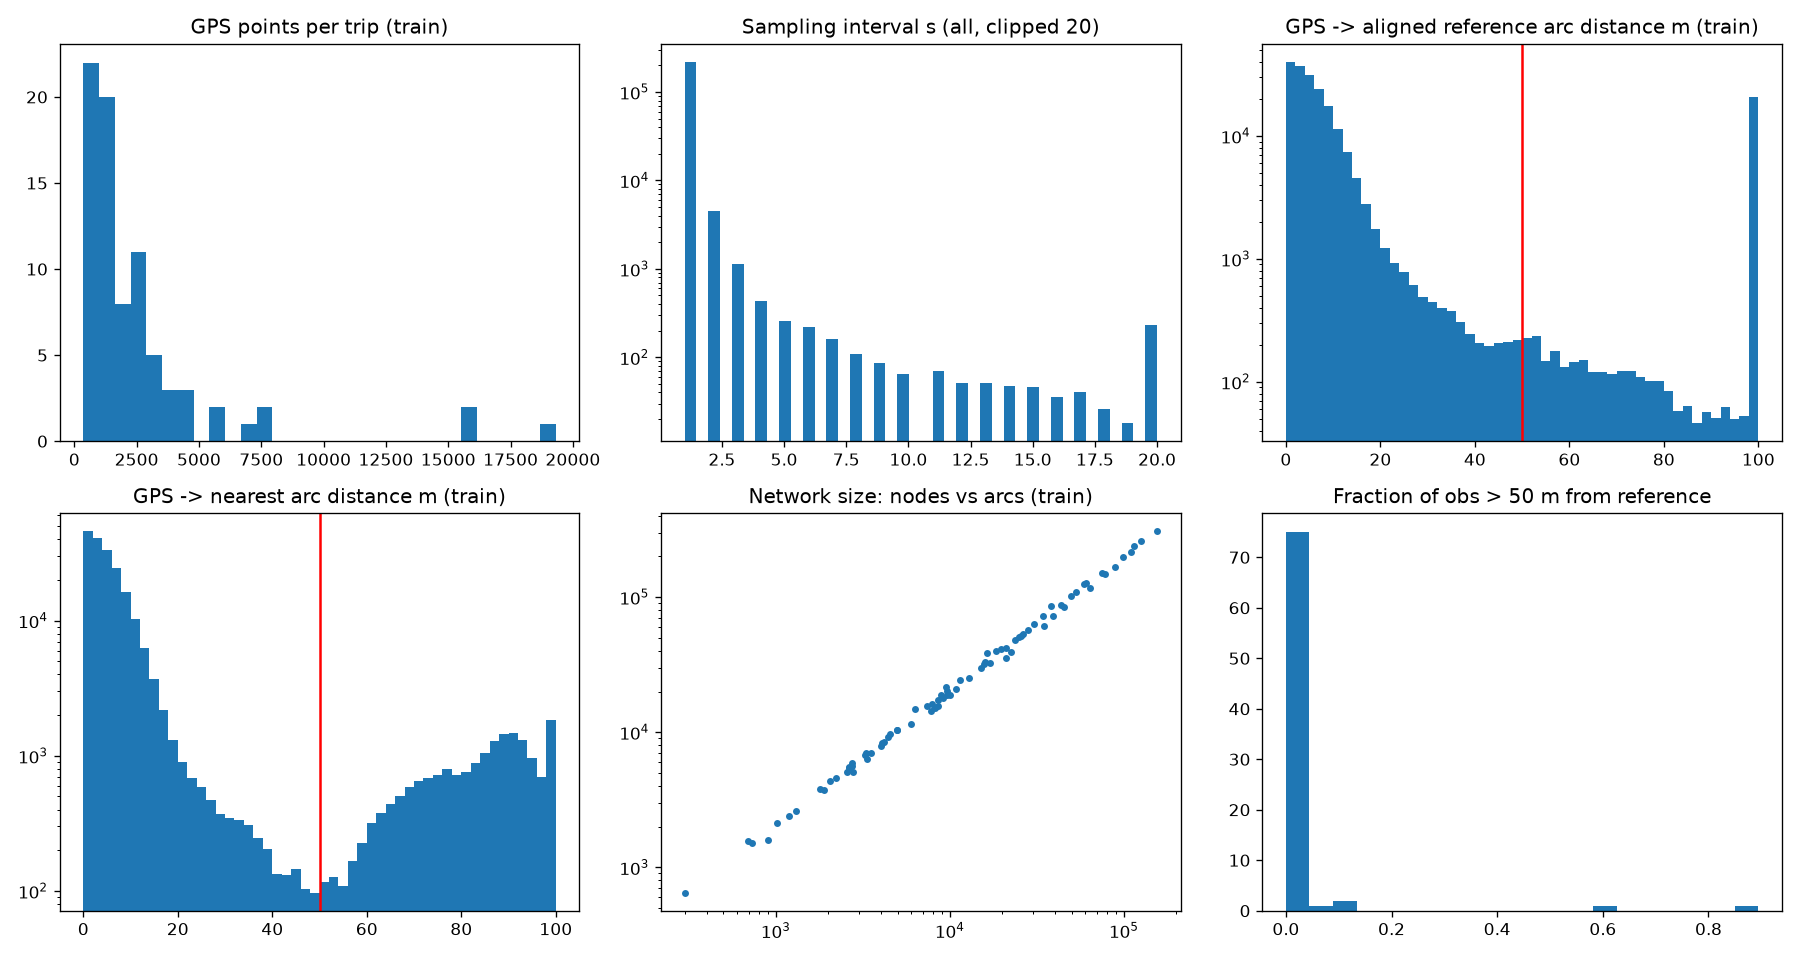 GPS points per trip (train)
20
15
10
5
0
0 2500 5000 7500 10000 12500 15000 17500 20000
Sampling interval s (all, clipped 20)
10^5
10^4
10^3
10^2
2.5 5.0 7.5 10.0 12.5 15.0 17.5 20.0
GPS -> aligned reference arc distance m (train)
10^4
10^3
10^2
0 20 40 60 80 100
GPS -> nearest arc distance m (train)
10^4
10^3
10^2
0 20 40 60 80 100
Network size: nodes vs arcs (train)
10^5
10^4
10^3
10^3 10^4 10^5
Fraction of obs > 50 m from reference
70
60
50
40
30
20
10
0
0.0 0.2 0.4 0.6 0.8